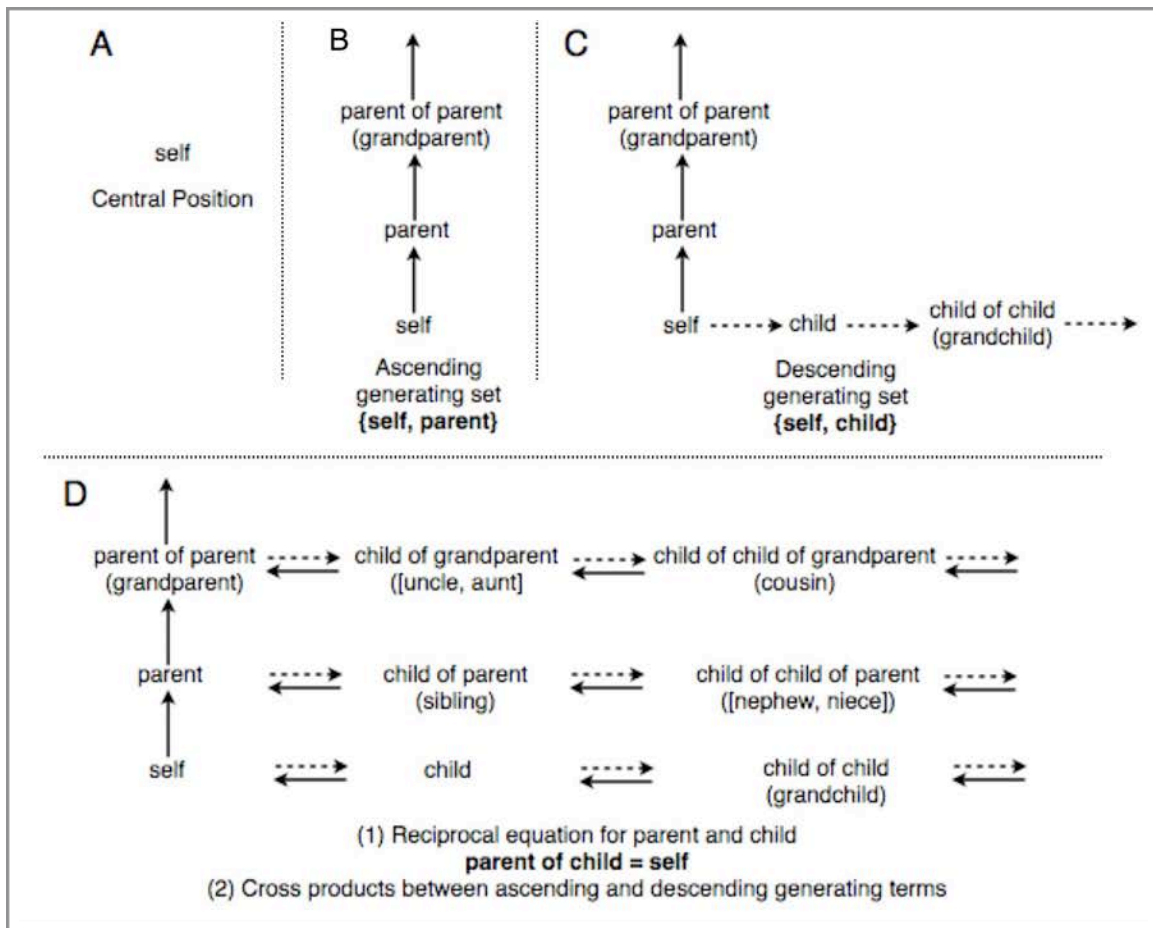 A
self
Central Position
B
parent of parent
(grandparent)
parent
self
Ascending
generating set
{self, parent}
C
parent of parent
(grandparent)
parent
self
child
child of child
(grandchild)
Descending
generating set
{self, child}
D
parent of parent
(grandparent)
child of grandparent
([uncle, aunt]
child of child of grandparent
(cousin)
parent
child of parent
(sibling)
child of child of parent
([nephew, niece])
self
child
child of child
(grandchild)
(1) Reciprocal equation for parent and child
parent of child = self
(2) Cross products between ascending and descending generating terms